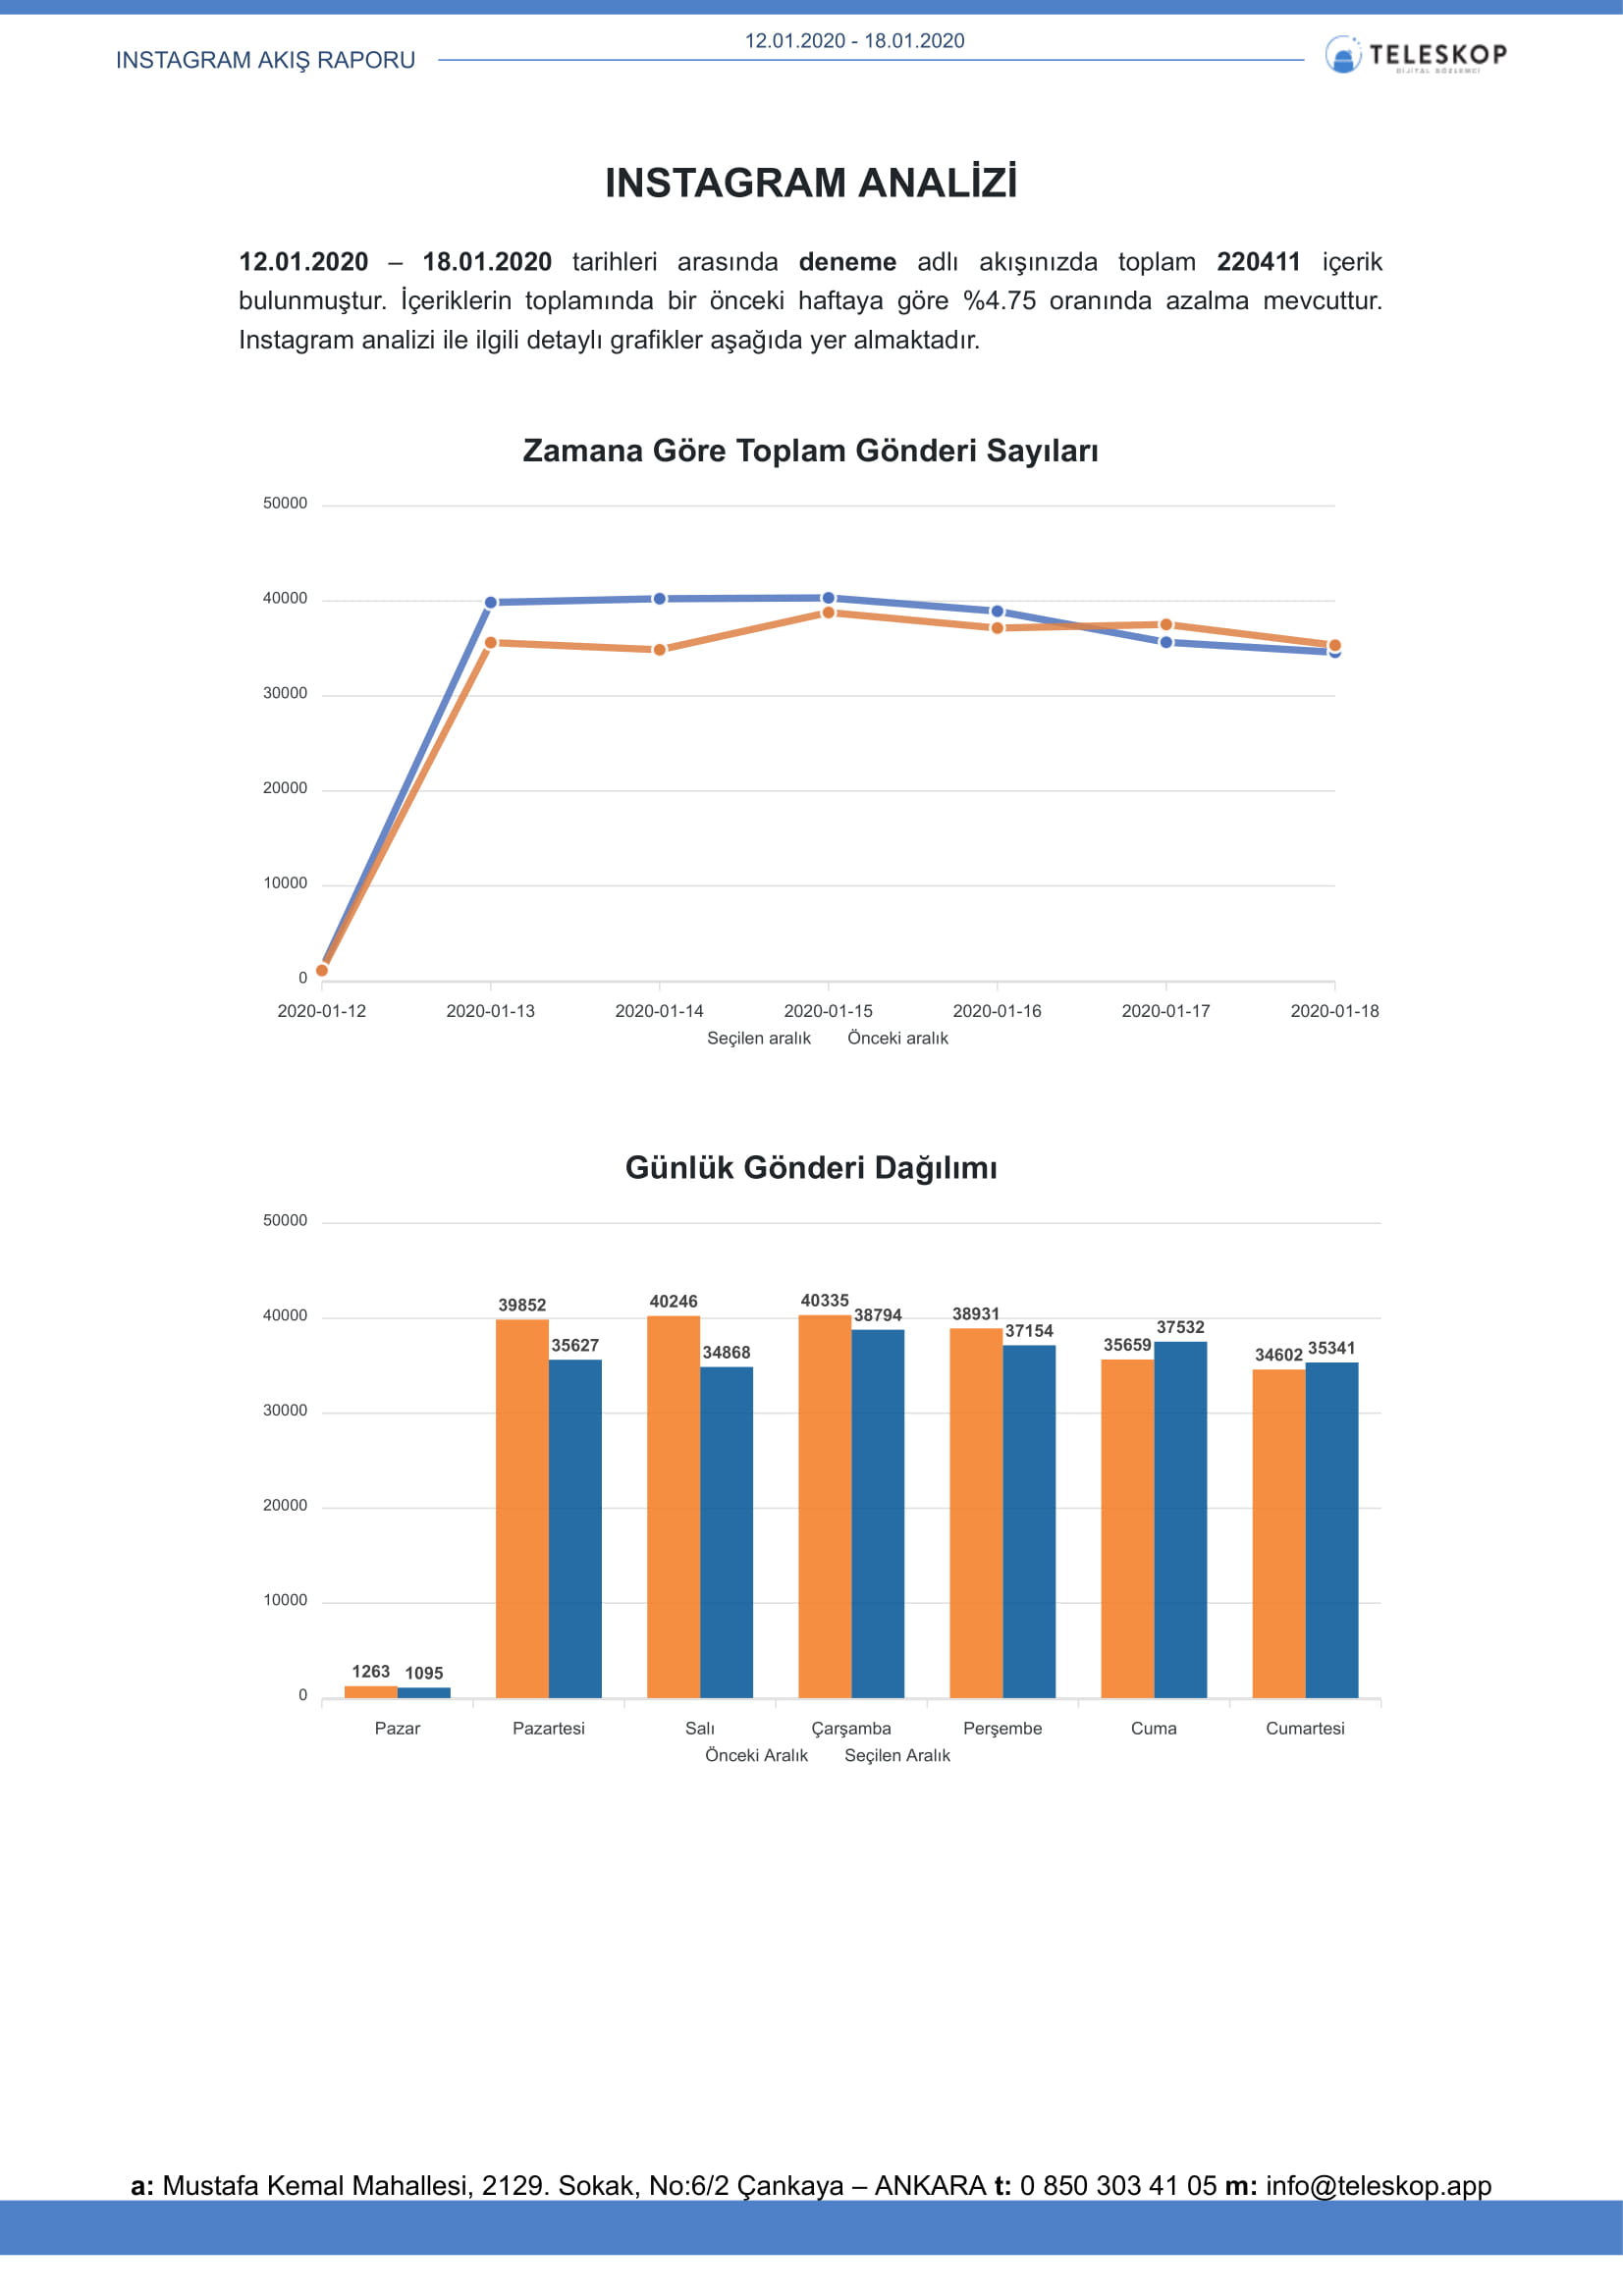 12.01.2020 - 18.01.2020
INSTAGRAM AKIŞ RAPORU
TELESKOP
DİJİTAL GÖZLEMCİ
INSTAGRAM ANALİZİ
12.01.2020 – 18.01.2020 tarihleri arasında deneme adlı akışınızda toplam 220411 içerik
bulunmuştur. İçeriklerin toplamında bir önceki haftaya göre %4.75 oranında azalma mevcuttur.
Instagram analizi ile ilgili detaylı grafikler aşağıda yer almaktadır.
Zamana Göre Toplam Gönderi Sayıları
50000
40000
30000
20000
10000
0
2020-01-12 2020-01-13 2020-01-14 2020-01-15 2020-01-16 2020-01-17 2020-01-18
Seçilen aralık Önceki aralık
Günlük Gönderi Dağılımı
50000
40000
30000
20000
10000
0
1263 1095
39852 35627
40246 34868
40335 38794
38931 37154
35659 37532
34602 35341
Pazar Pazartesi Salı Çarşamba Perşembe Cuma Cumartesi
Önceki Aralık Seçilen Aralık
a: Mustafa Kemal Mahallesi, 2129. Sokak, No:6/2 Çankaya – ANKARA t: 0 850 303 41 05 m: info@teleskop.app